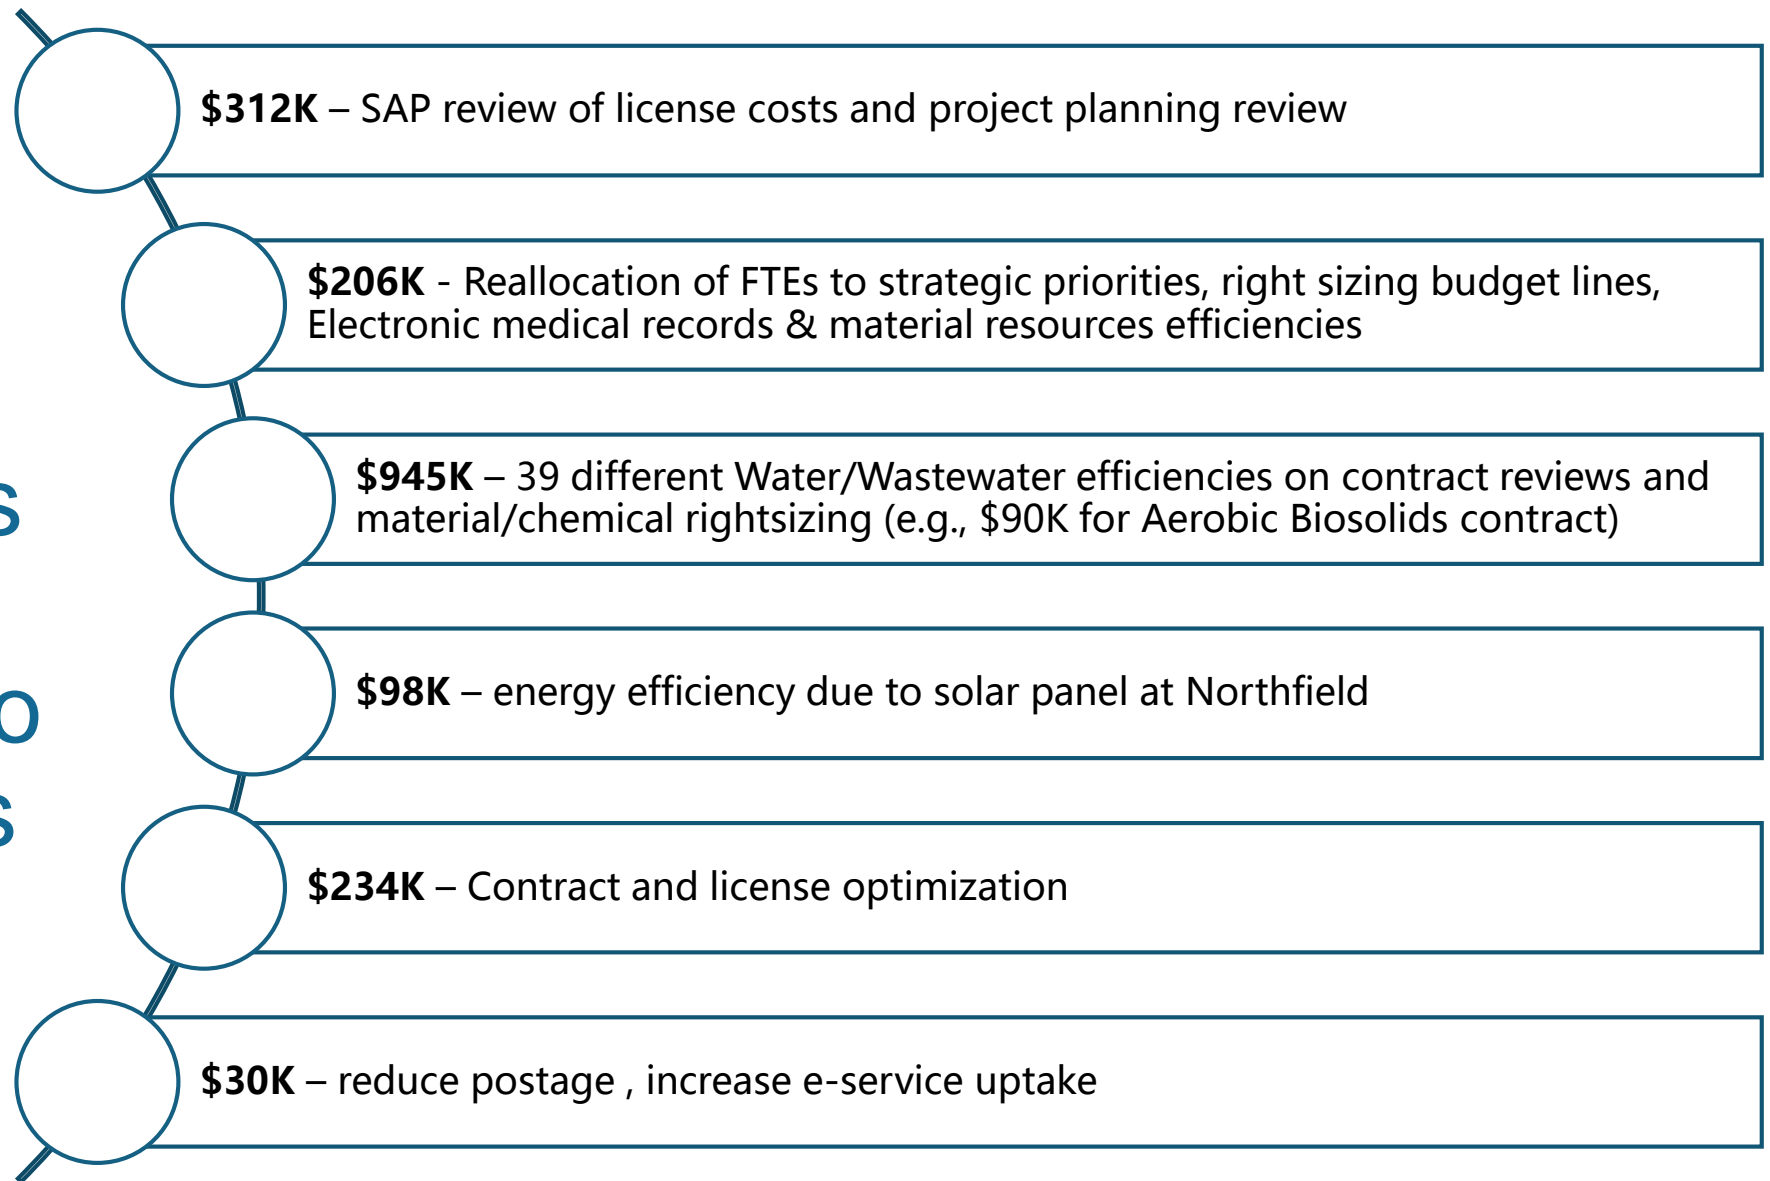 $312K – SAP review of license costs and project planning review
$206K - Reallocation of FTEs to strategic priorities, right sizing budget lines,
Electronic medical records & material resources efficiencies
$945K – 39 different Water/Wastewater efficiencies on contract reviews and
material/chemical rightsizing (e.g., $90K for Aerobic Biosolids contract)
$98K – energy efficiency due to solar panel at Northfield
$234K – Contract and license optimization
$30K – reduce postage , increase e-service uptake